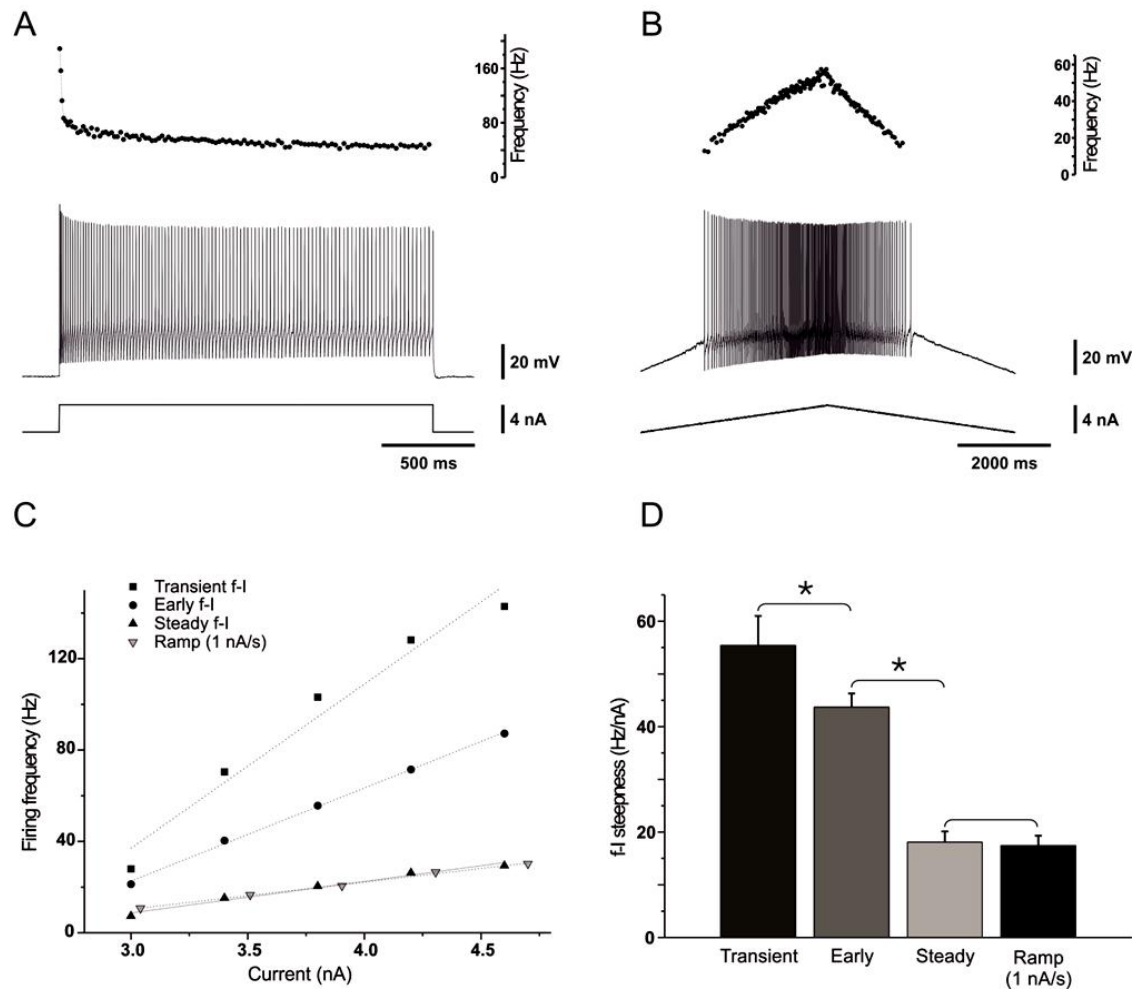 A
160
80
0
Frequency (Hz)
20 mV
4 nA
500 ms
B
60
40
20
0
Frequency (Hz)
20 mV
4 nA
2000 ms
C
Transient f-I
Early f-I
Steady f-I
Ramp (1 nA/s)
120
80
40
0
Firing frequency (Hz)
3.0
3.5
4.0
4.5
Current (nA)
D
*
*
60
40
20
0
f-I steepness (Hz/nA)
Transient
Early
Steady
Ramp
(1 nA/s)